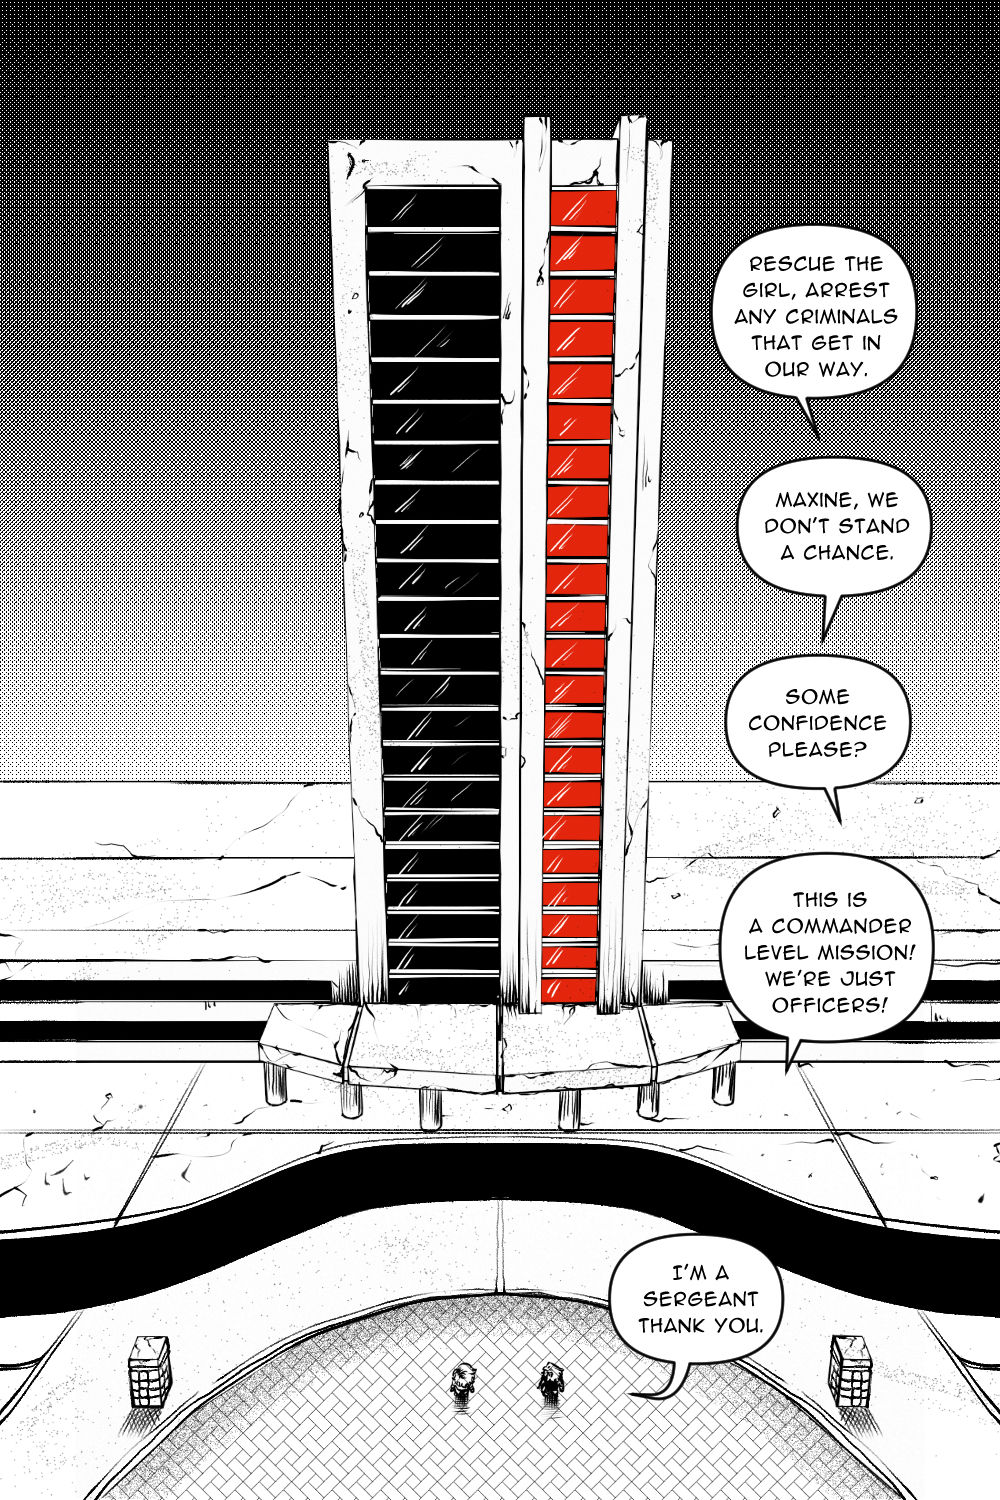 RESCUE THE
GIRL, ARREST
ANY CRIMINALS
THAT GET IN
OUR WAY.
MAXINE, WE
DON'T STAND
A CHANCE.
SOME
CONFIDENCE
PLEASE?
THIS IS
A COMMANDER
LEVEL MISSION!
WE'RE JUST
OFFICERS!
I'M A
SERGEANT
THANK YOU.